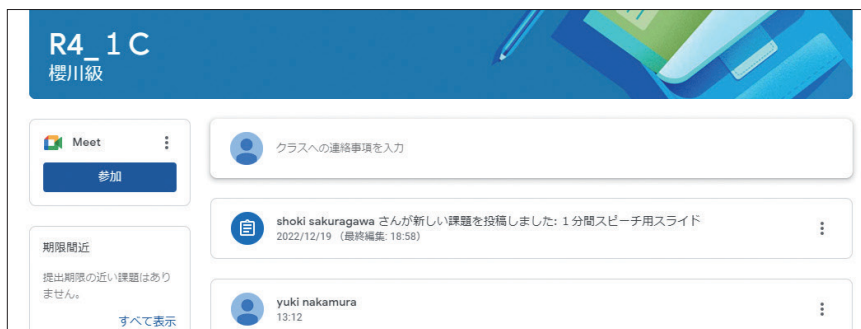 R4_１C
櫻川級
Meet
参加
クラスへの連絡事項を入力
shoki sakuragawa さんが新しい課題を投稿しました: １分間スピーチ用スライド
2022/12/19 （最終編集: 18:58）
期限間近
提出期限の近い課題はあり
ません。
すべて表示
yuki nakamura
13:12